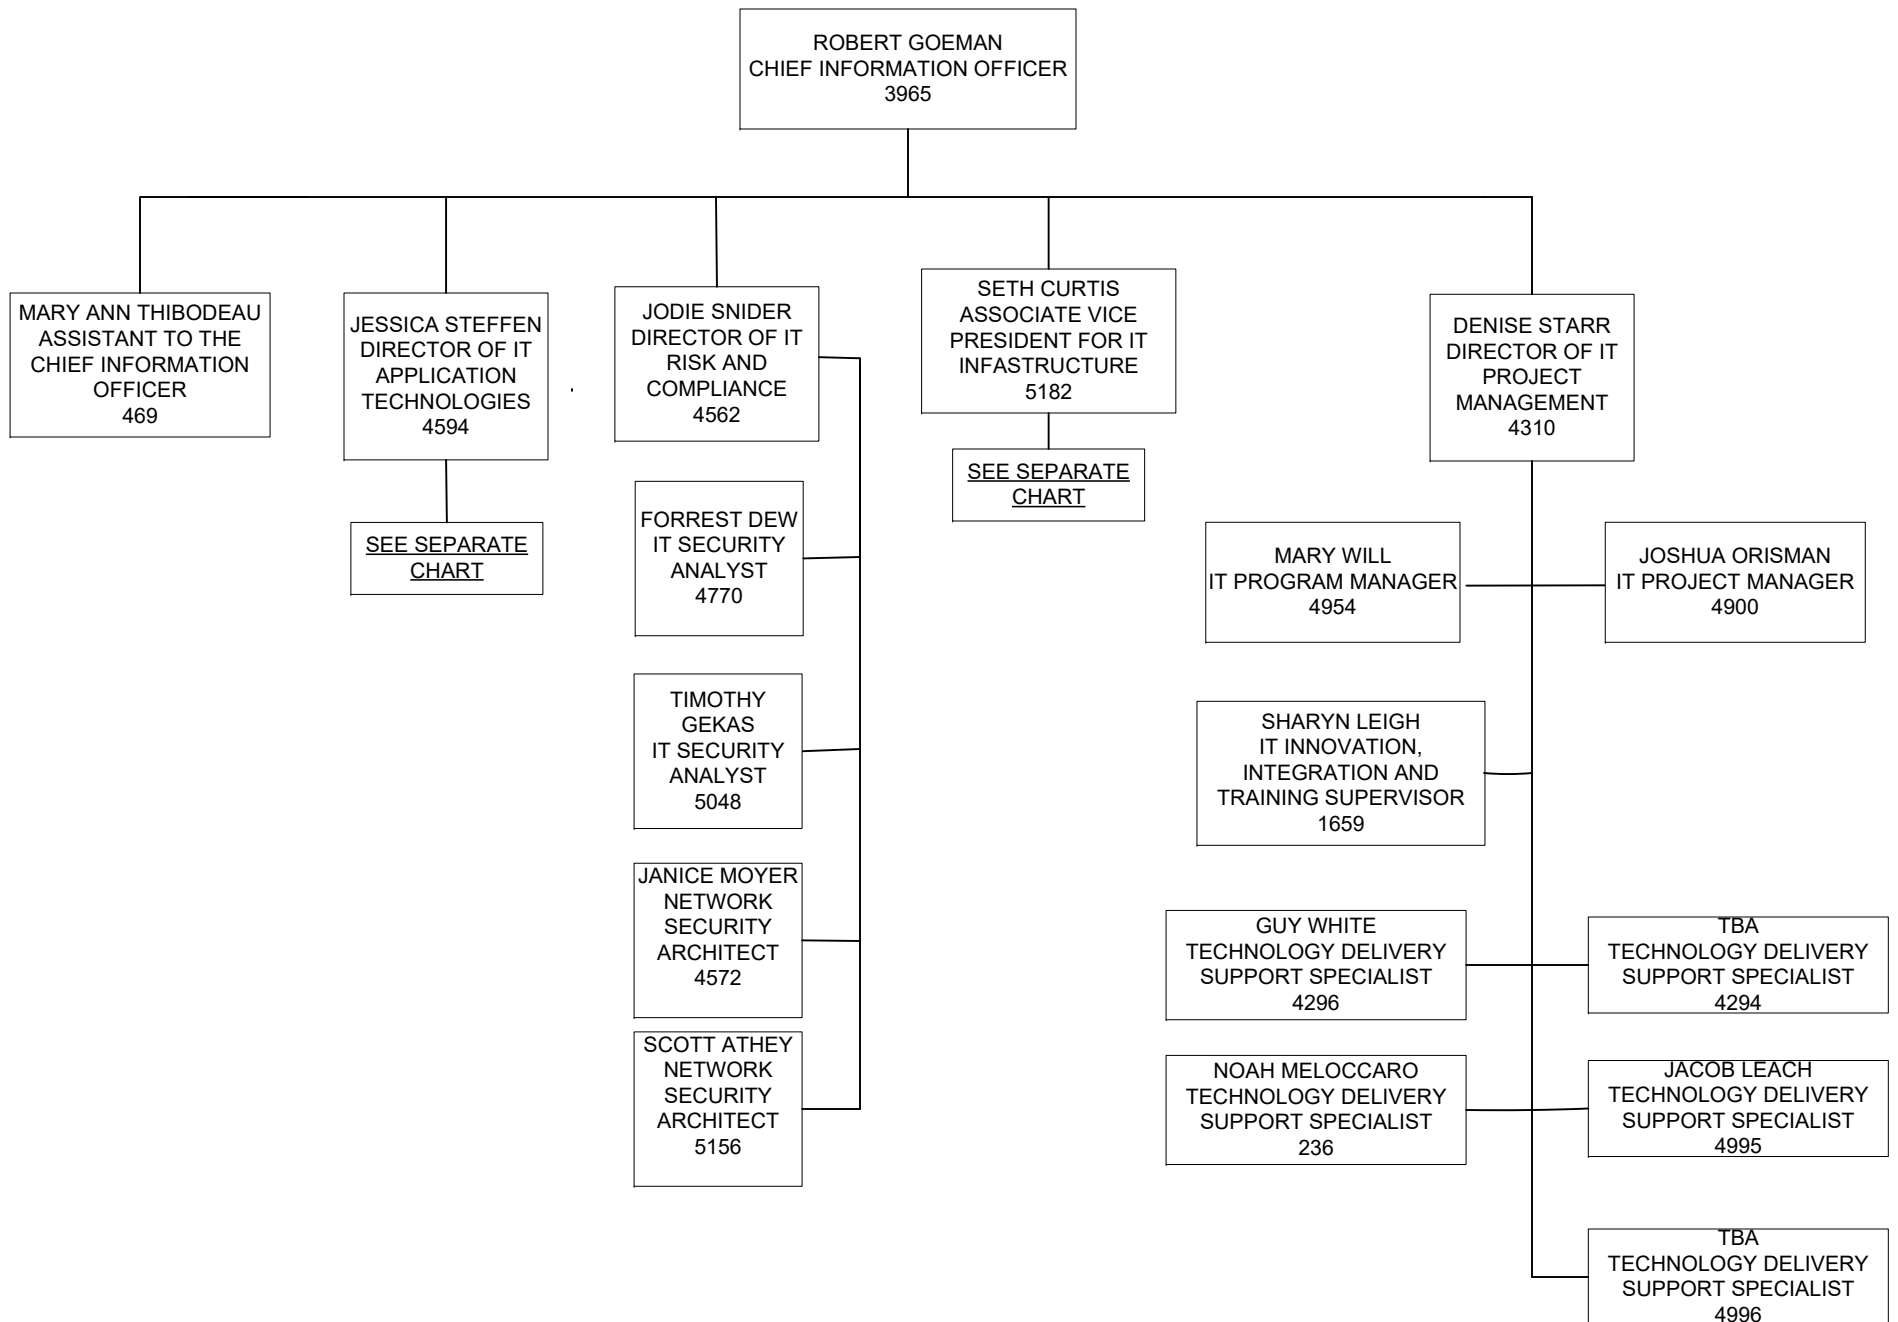 ROBERT GOEMAN
CHIEF INFORMATION OFFICER
3965
MARY ANN THIBODEAU
ASSISTANT TO THE
CHIEF INFORMATION
OFFICER
469
JESSICA STEFFEN
DIRECTOR OF IT
APPLICATION
TECHNOLOGIES
4594
SEE SEPARATE
CHART
JODIE SNIDER
DIRECTOR OF IT
RISK AND
COMPLIANCE
4562
FORREST DEW
IT SECURITY
ANALYST
4770
TIMOTHY
GEKAS
IT SECURITY
ANALYST
5048
JANICE MOYER
NETWORK
SECURITY
ARCHITECT
4572
SCOTT ATHEY
NETWORK
SECURITY
ARCHITECT
5156
SETH CURTIS
ASSOCIATE VICE
PRESIDENT FOR IT
INFASTRUCTURE
5182
SEE SEPARATE
CHART
DENISE STARR
DIRECTOR OF IT
PROJECT
MANAGEMENT
4310
MARY WILL
IT PROGRAM MANAGER
4954
JOSHUA ORISMAN
IT PROJECT MANAGER
4900
SHARYN LEIGH
IT INNOVATION,
INTEGRATION AND
TRAINING SUPERVISOR
1659
GUY WHITE
TECHNOLOGY DELIVERY
SUPPORT SPECIALIST
4296
TBA
TECHNOLOGY DELIVERY
SUPPORT SPECIALIST
4294
NOAH MELOCCARO
TECHNOLOGY DELIVERY
SUPPORT SPECIALIST
236
JACOB LEACH
TECHNOLOGY DELIVERY
SUPPORT SPECIALIST
4995
TBA
TECHNOLOGY DELIVERY
SUPPORT SPECIALIST
4996